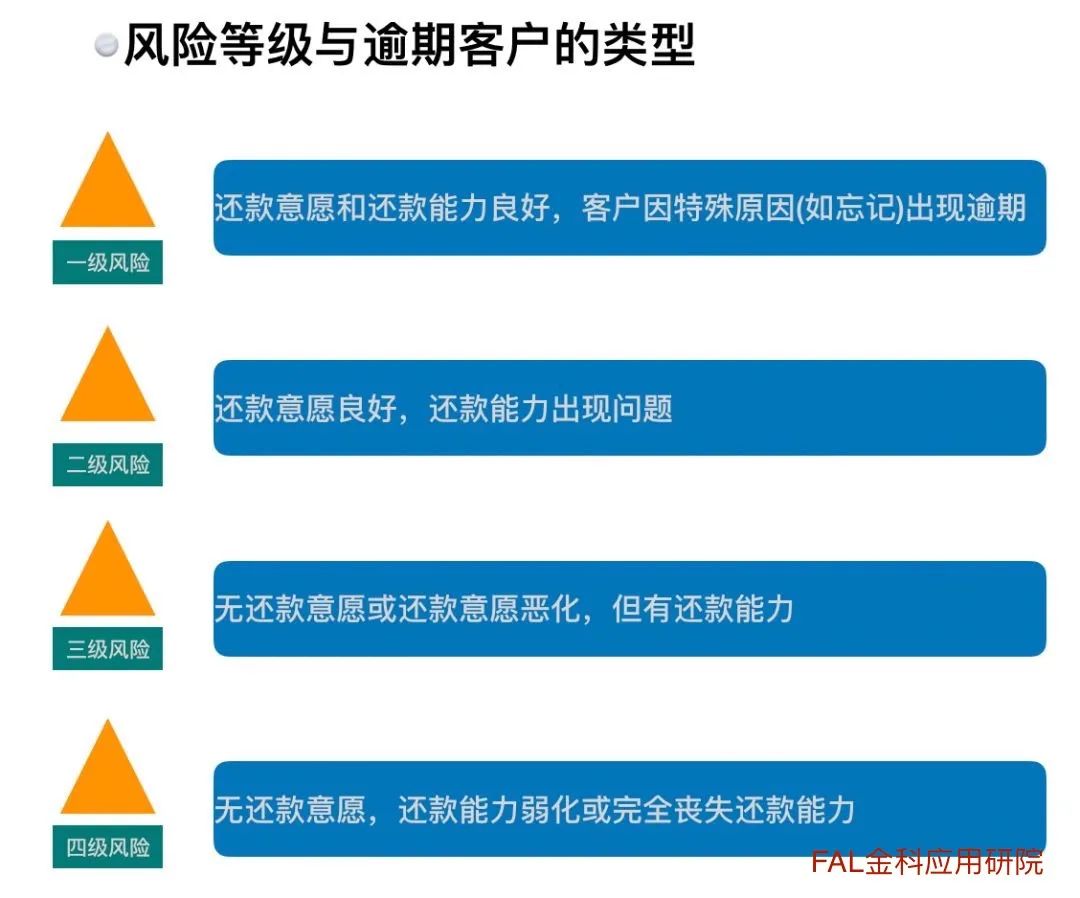 风险等级与逾期客户的类型
还款意愿和还款能力良好，客户因特殊原因(如忘记)出现逾期
一级风险
还款意愿良好，还款能力出现问题
二级风险
无还款意愿或还款意愿恶化，但有还款能力
三级风险
无还款意愿，还款能力弱化或完全丧失还款能力
四级风险
FAL金科应用研院